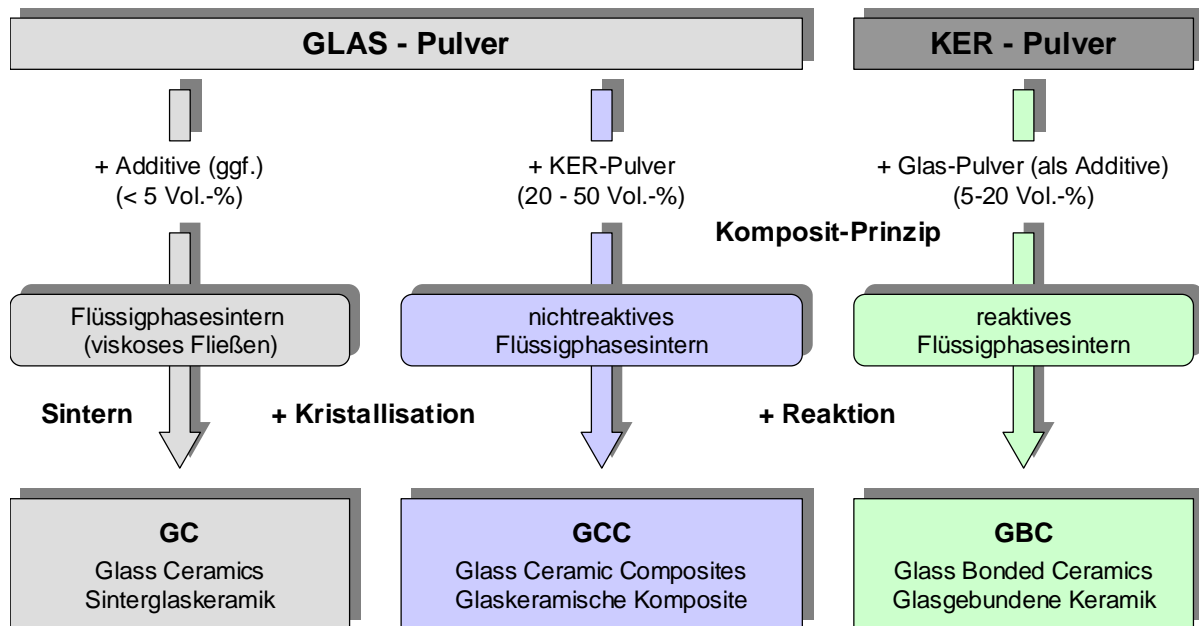 GLAS - Pulver
KER - Pulver
+ Additive (ggf.)
(< 5 Vol.-%)
+ KER-Pulver
(20 - 50 Vol.-%)
+ Glas-Pulver (als Additive)
(5-20 Vol.-%)
Komposit-Prinzip
Flüssigphasesintern
(viskoses Fließen)
nichtreaktives
Flüssigphasesintern
reaktives
Flüssigphasesintern
Sintern
+ Kristallisation
+ Reaktion
GC
Glass Ceramics
Sinterglaskeramik
GCC
Glass Ceramic Composites
Glaskeramische Komposite
GBC
Glass Bonded Ceramics
Glasgebundene Keramik